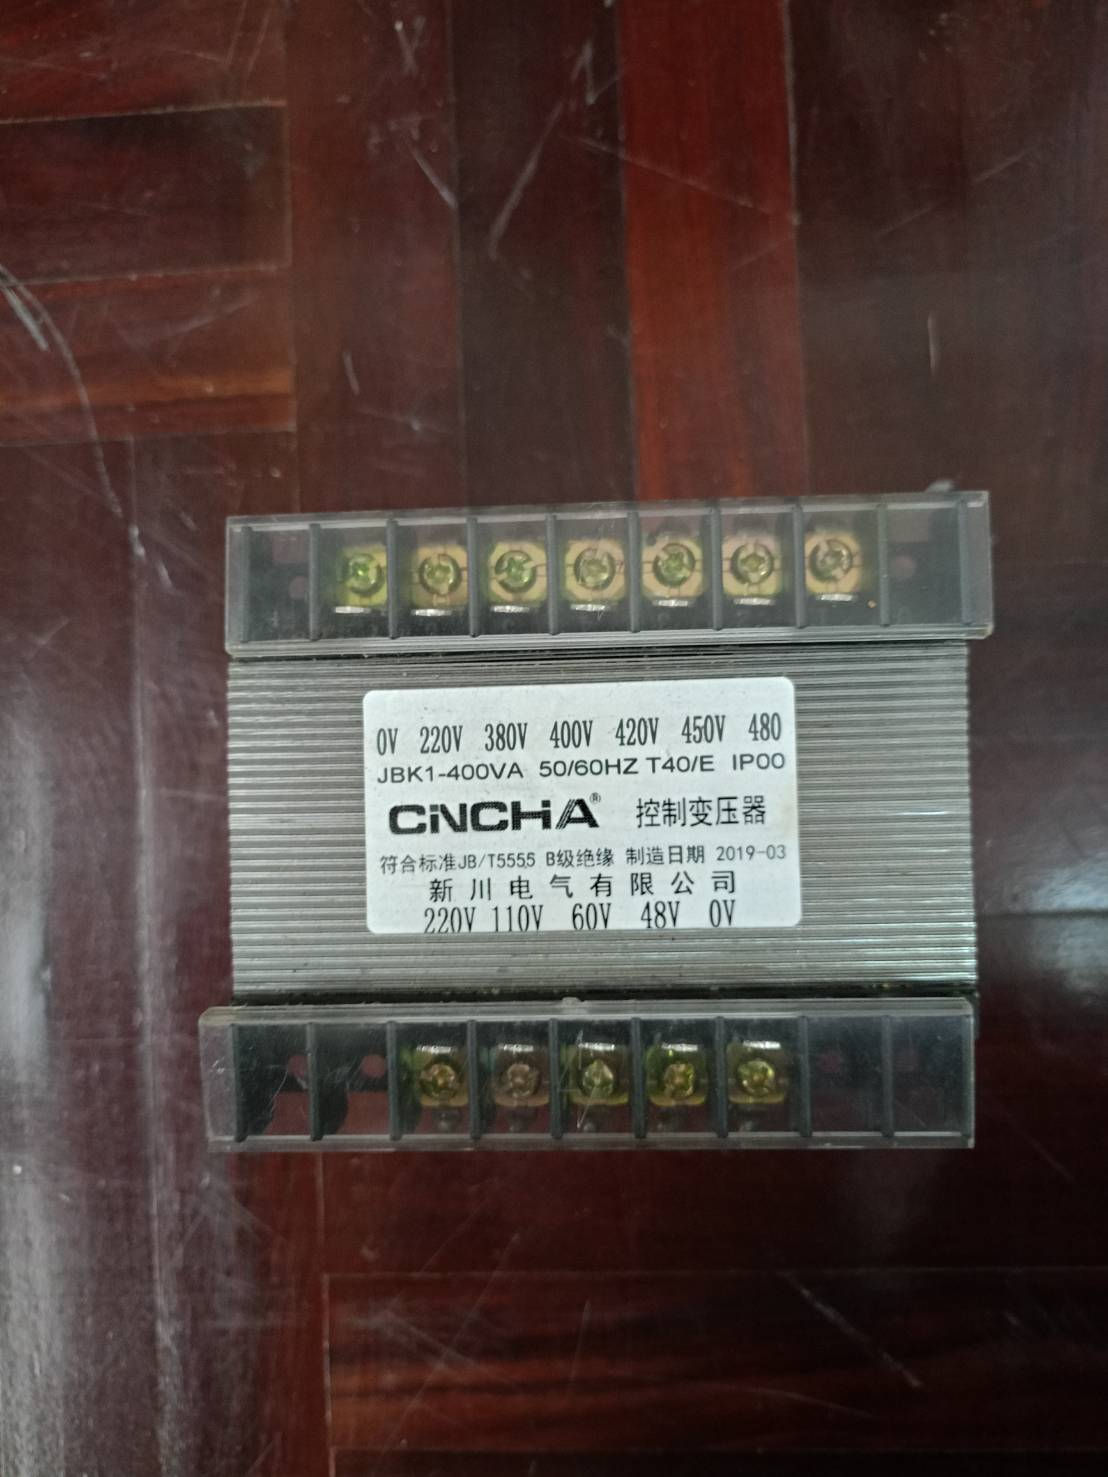 0V 220V 380V 400V 420V 450V 480
JBK1-400VA 50/60HZ T40/E IP00
CiNCHA® 控制变压器
符合标准JB/T5555 B级绝缘 制造日期 2019-03
新川电气有限公司
220V 110V 60V 48V 0V